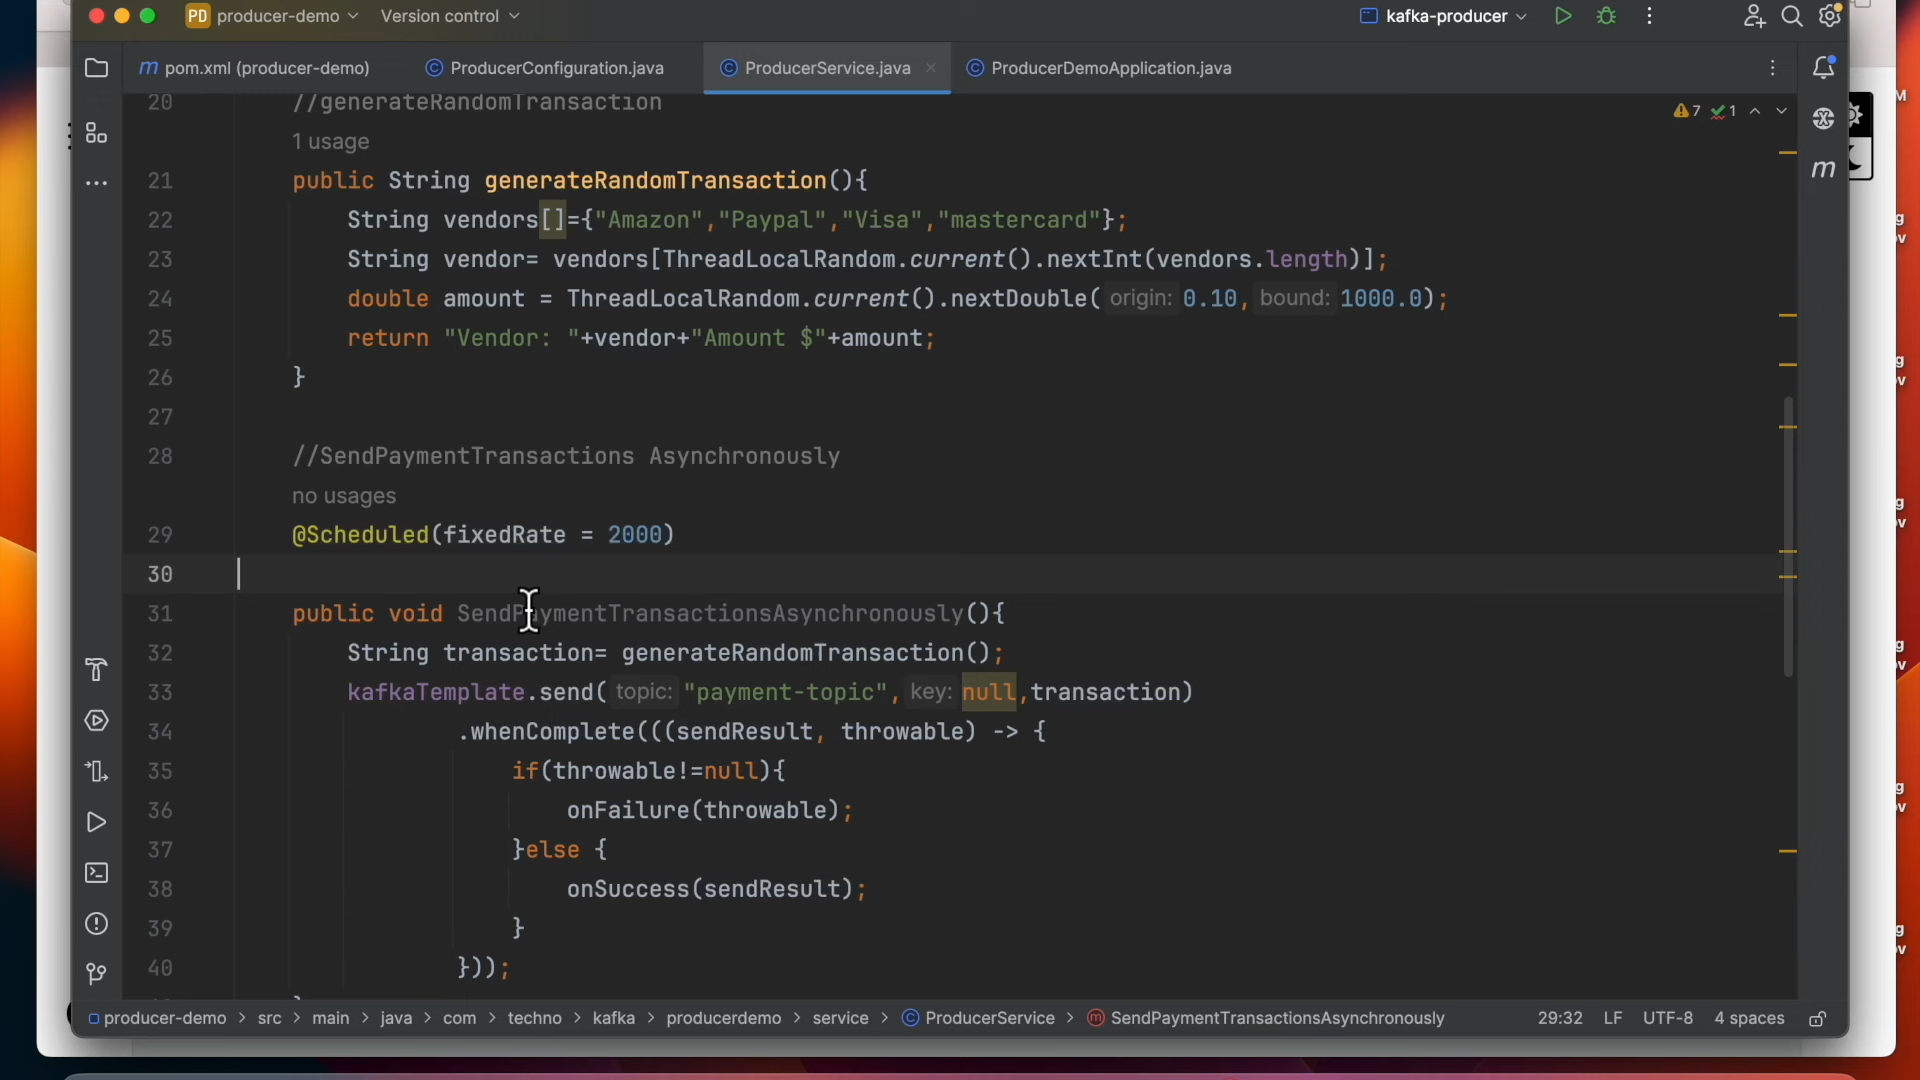 PD producer-demo Version control kafka-producer
m pom.xml (producer-demo) ProducerConfiguration.java ProducerService.java ProducerDemoApplication.java
20 //generateRandomTransaction 7 1
1 usage
21 public String generateRandomTransaction(){
22 String vendors[]={"Amazon","Paypal","Visa","mastercard"};
23 String vendor= vendors[ThreadLocalRandom.current().nextInt(vendors.length)];
24 double amount = ThreadLocalRandom.current().nextDouble( origin: 0.10, bound: 1000.0);
25 return "Vendor: "+vendor+"Amount $"+amount;
26 }
27
28 //SendPaymentTransactions Asynchronously
no usages
29 @Scheduled(fixedRate = 2000)
30
31 public void SendPaymentTransactionsAsynchronously(){
32 String transaction= generateRandomTransaction();
33 kafkaTemplate.send( topic: "payment-topic", key: null,transaction)
34 .whenComplete(((sendResult, throwable) -> {
35 if(throwable!=null){
36 onFailure(throwable);
37 }else {
38 onSuccess(sendResult);
39 }
40 }));
producer-demo > src > main > java > com > techno > kafka > producerdemo > service > ProducerService > SendPaymentTransactionsAsynchronously 29:32 LF UTF-8 4 spaces